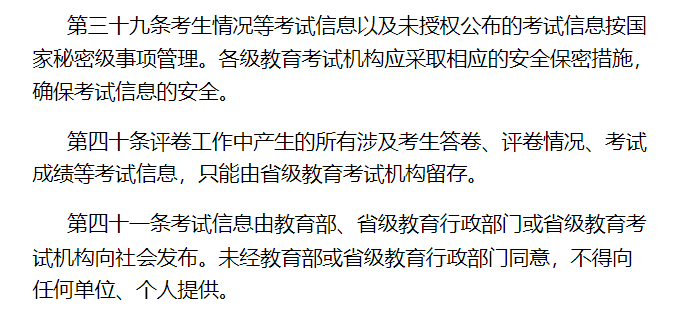 第三十九条考生情况等考试信息以及未授权公布的考试信息按国
家秘密级事项管理。各级教育考试机构应采取相应的安全保密措施，
确保考试信息的安全。
第四十条评卷工作中产生的所有涉及考生答卷、评卷情况、考试
成绩等考试信息，只能由省级教育考试机构留存。
第四十一条考试信息由教育部、省级教育行政部门或省级教育考
试机构向社会发布。未经教育部或省级教育行政部门同意，不得向
任何单位、个人提供。